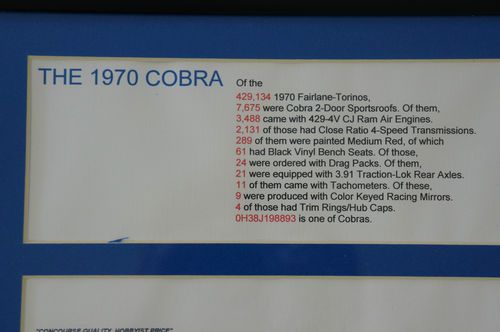 THE 1970 COBRA
Of the
429,134 1970 Fairlane-Torinos,
7,675 were Cobra 2-Door Sportsroofs. Of them,
3,488 came with 429-4V CJ Ram Air Engines.
2,131 of those had Close Ratio 4-Speed Transmissions.
289 of them were painted Medium Red, of which
61 had Black Vinyl Bench Seats. Of those,
24 were ordered with Drag Packs. Of them,
21 were equipped with 3.91 Traction-Lok Rear Axles.
11 of them came with Tachometers. Of these,
9 were produced with Color Keyed Racing Mirrors.
4 of those had Trim Rings/Hub Caps.
0H38J198893 is one of Cobras.
"CONCOURSE QUALITY, HOBBYIST PRICE"